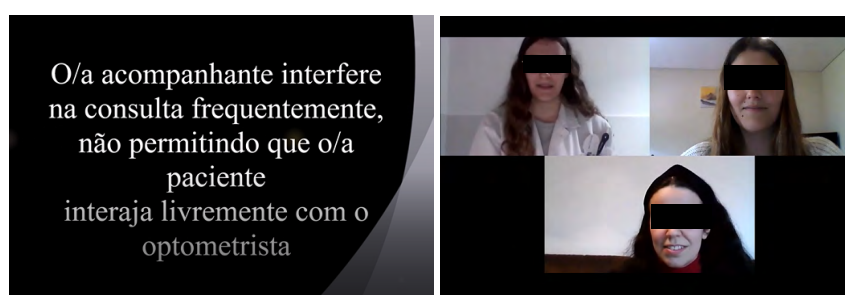 O/a acompanhante interfere
na consulta frequentemente,
não permitindo que o/a
paciente
interaja livremente com o
optometrista